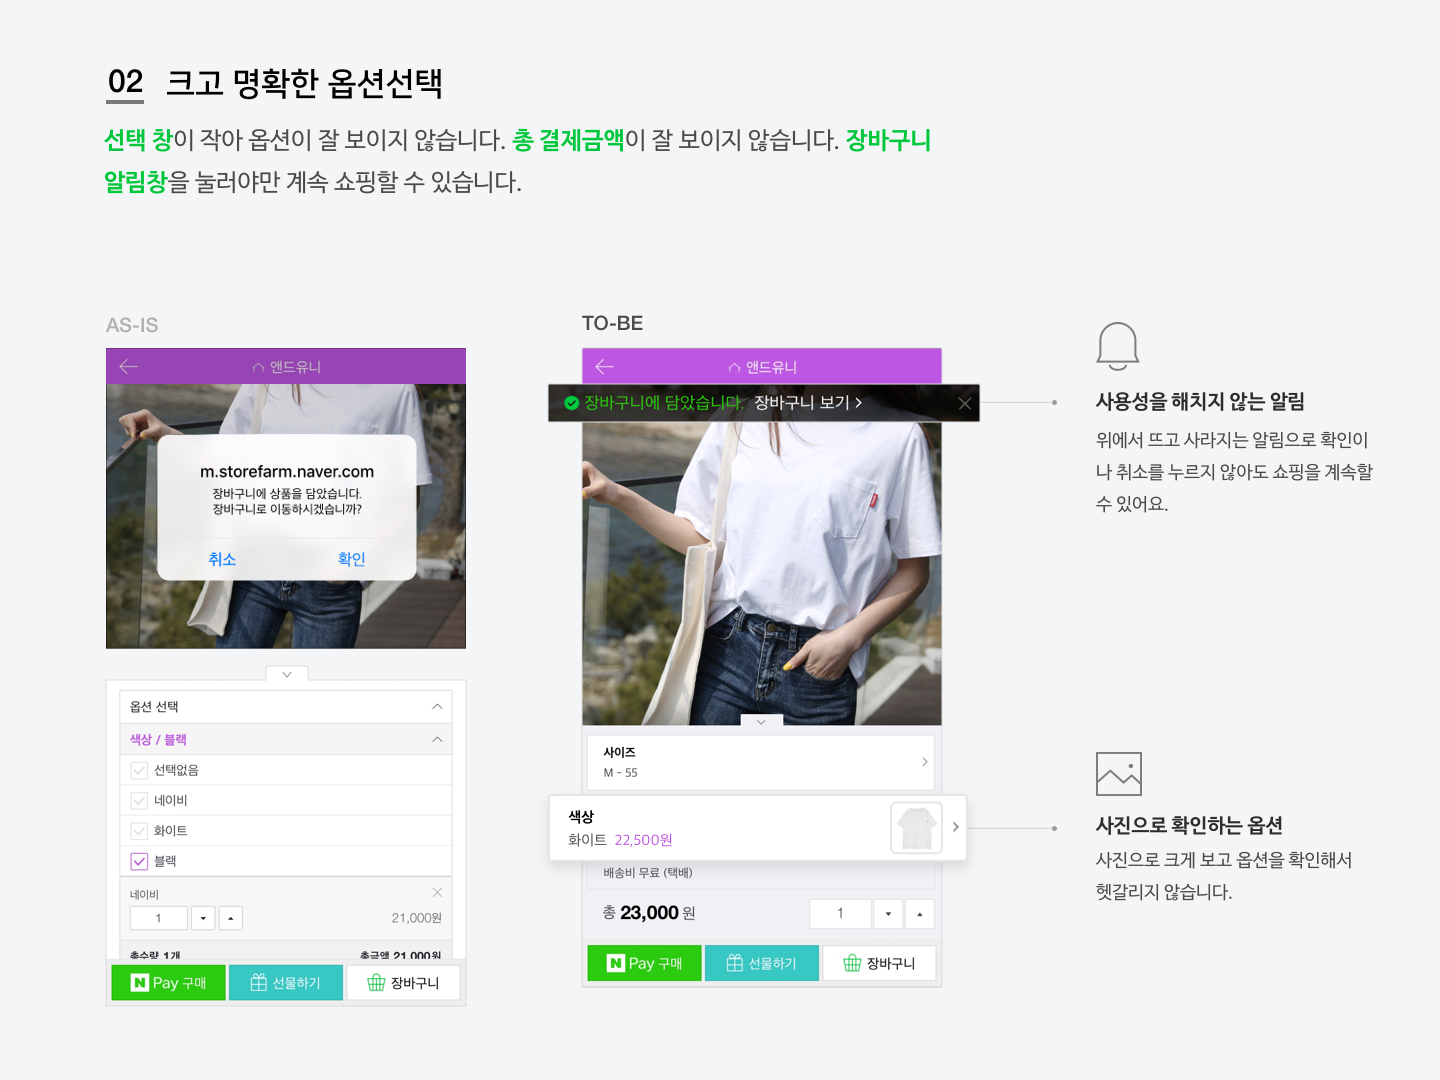 02 크고 명확한 옵션선택
선택 창이 작아 옵션이 잘 보이지 않습니다. 총 결제금액이 잘 보이지 않습니다. 장바구니
알림창을 눌러야만 계속 쇼핑할 수 있습니다.
AS-IS
앤드유니
m.storefarm.naver.com
장바구니에 상품을 담았습니다.
장바구니로 이동하시겠습니까?
취소 확인
옵션 선택
색상 / 블랙
선택없음
네이비
화이트
블랙
네이비
1
21,000원
총수량 1개 총금액 21,000원
N Pay 구매 선물하기 장바구니
TO-BE
앤드유니
장바구니에 담았습니다. 장바구니 보기 >
사이즈
M - 55
색상
화이트 22,500원
배송비 무료 (택배)
총 23,000 원
1
N Pay 구매 선물하기 장바구니
사용성을 해치지 않는 알림
위에서 뜨고 사라지는 알림으로 확인이
나 취소를 누르지 않아도 쇼핑을 계속할
수 있어요.
사진으로 확인하는 옵션
사진으로 크게 보고 옵션을 확인해서
헷갈리지 않습니다.